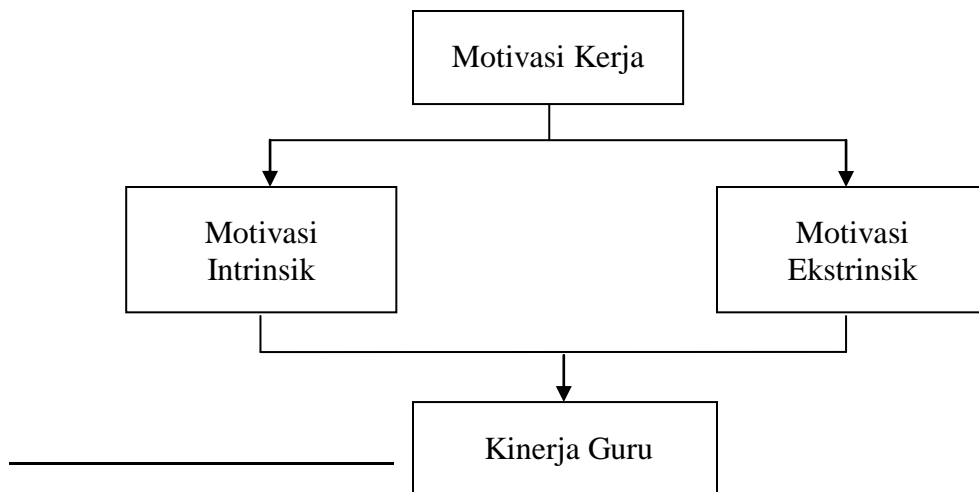 Motivasi Kerja
Motivasi
Intrinsik
Motivasi
Ekstrinsik
Kinerja Guru